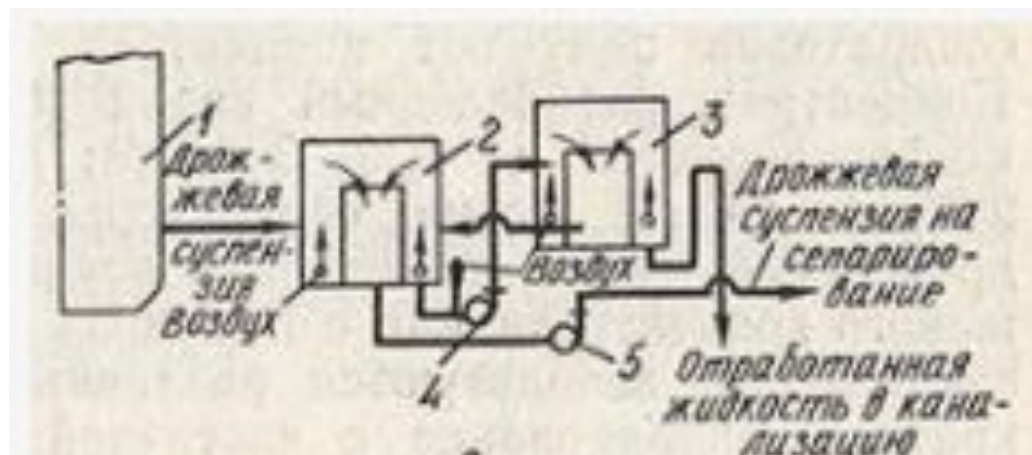 1
Дрож-
жевая
суспен-
зия
Воздух
2
3
Воздух
4
5
Дрожжевая
суспензия на
сепариро-
вание
Отработанная
жидкость в кана-
лизацию